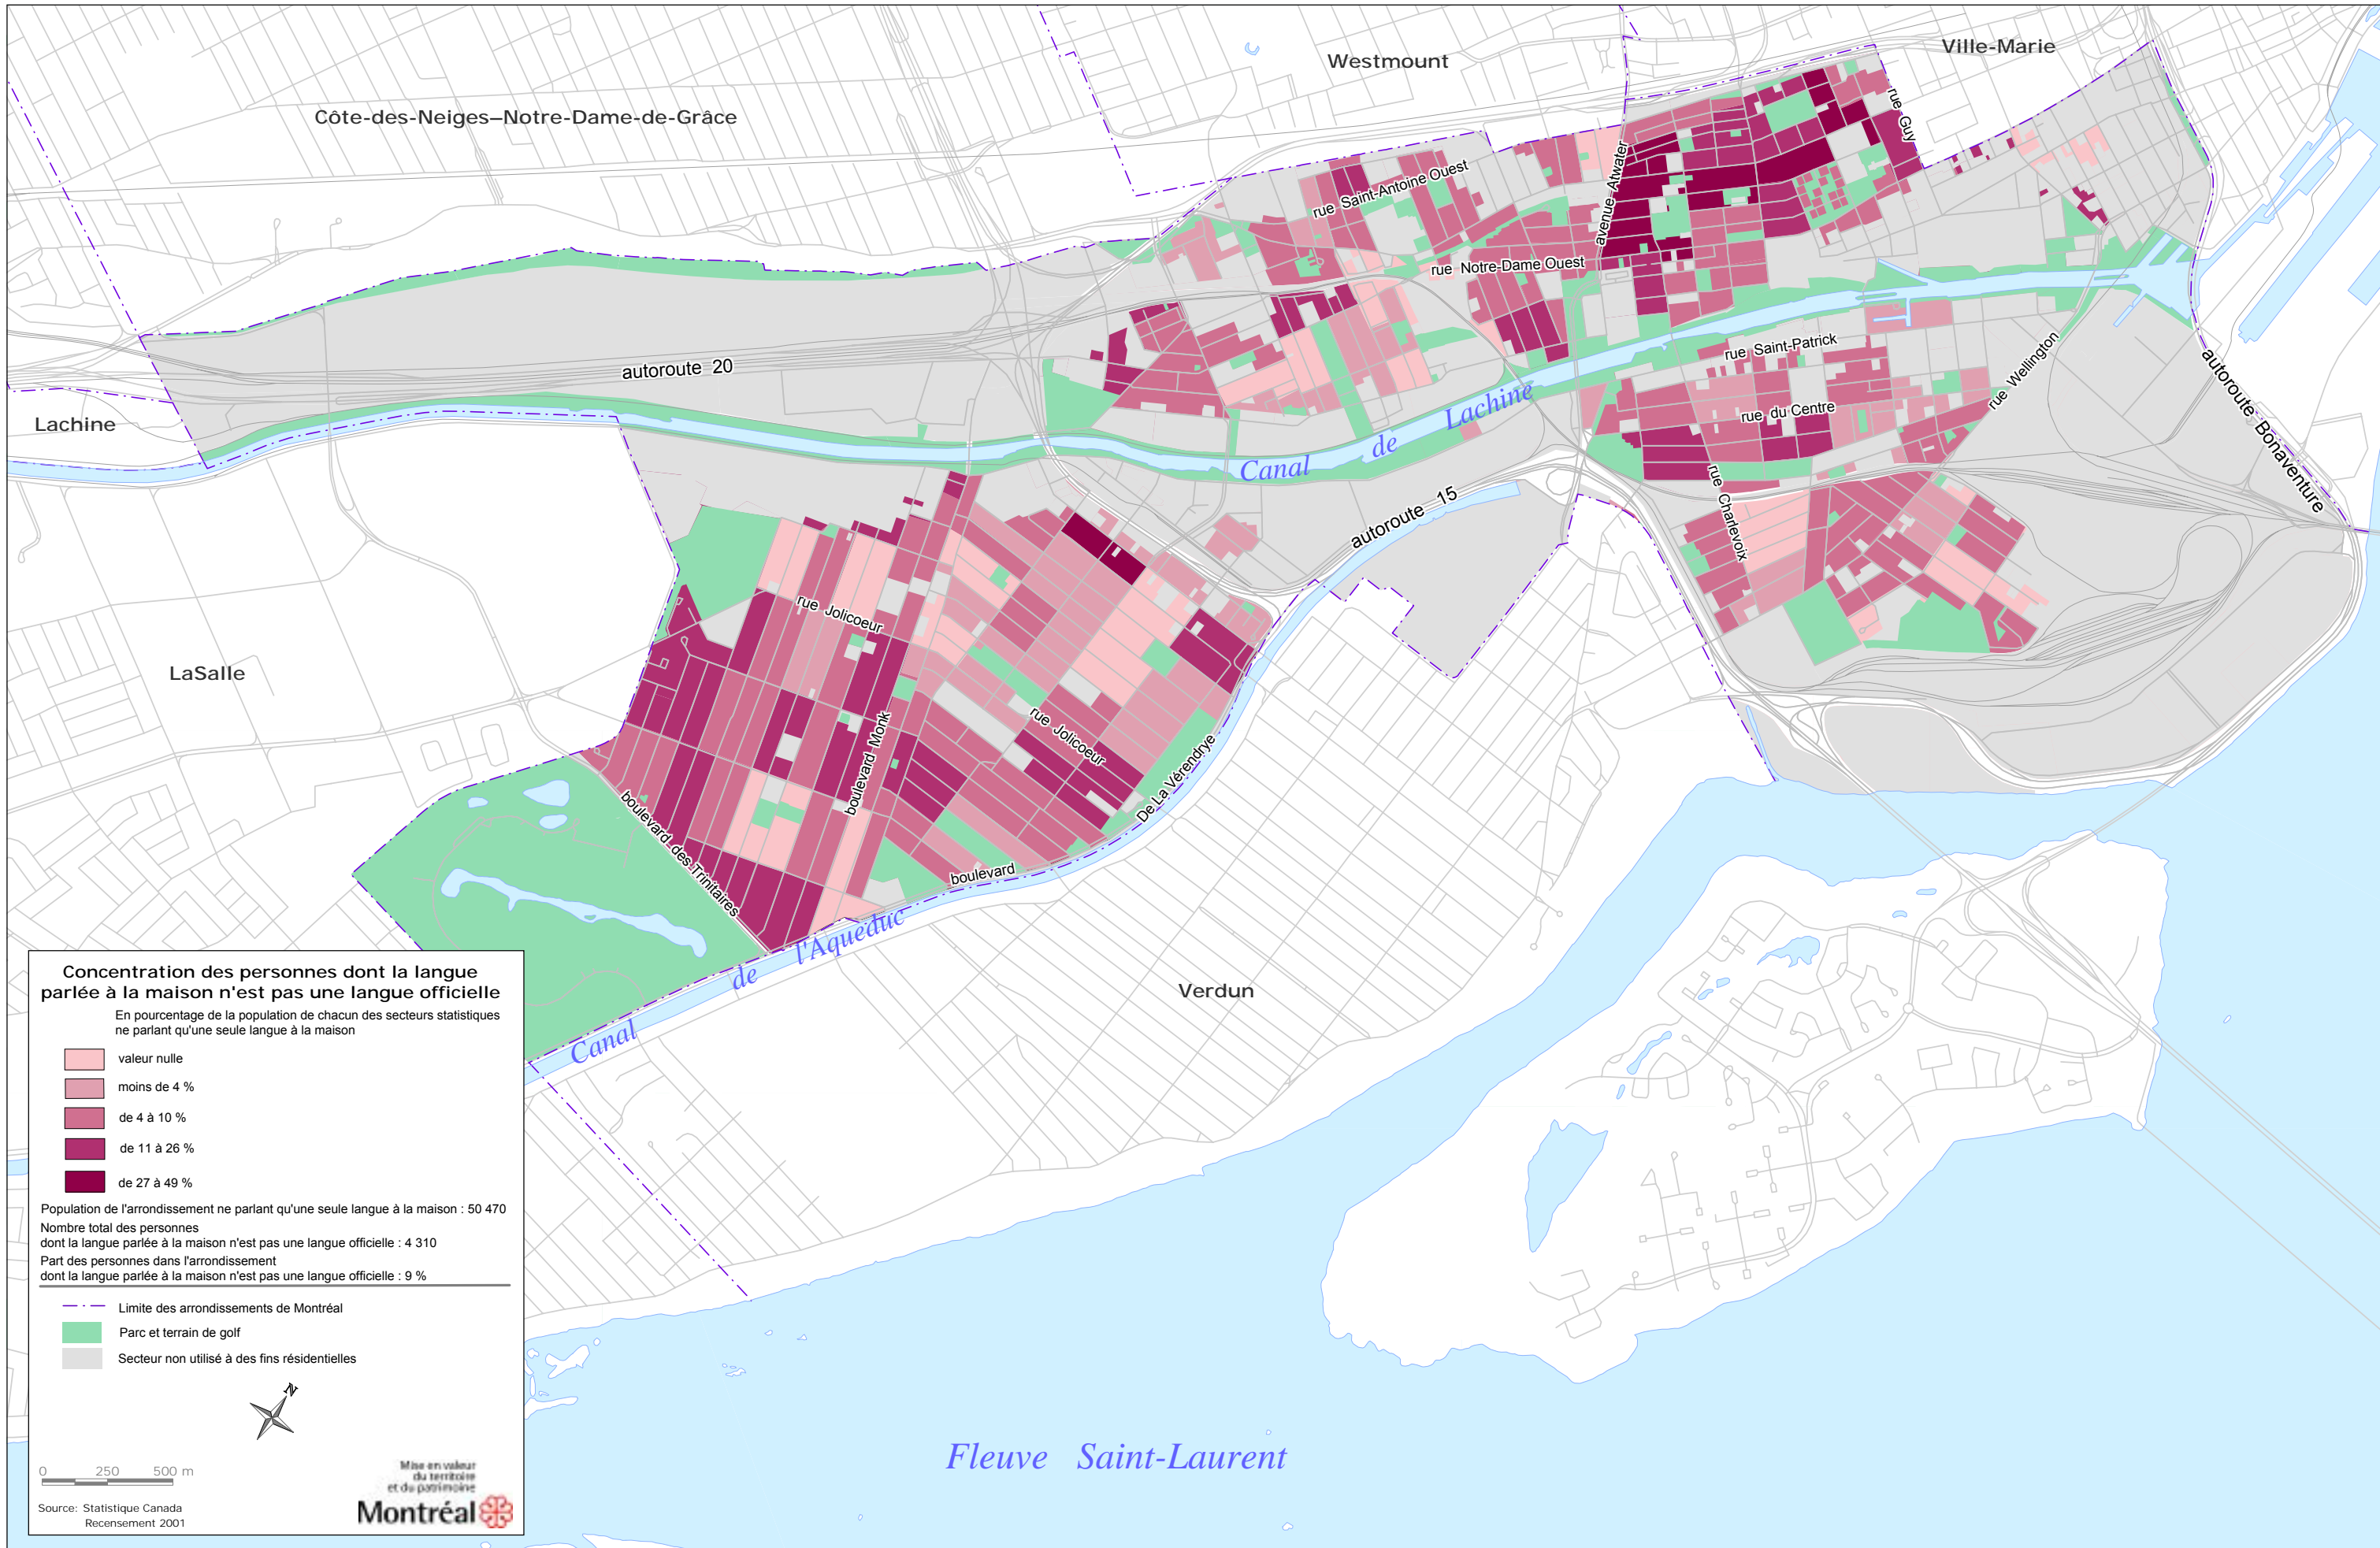 Westmount
Ville-Marie
Côte-des-Neiges–Notre-Dame-de-Grâce
rue Guy
rue Saint-Antoine Ouest
avenue Atwater
rue Notre-Dame Ouest
autoroute 20
rue Saint-Patrick
rue Wellington
autoroute Bonaventure
Lachine
Canal de Lachine
rue du Centre
rue Charlevoix
autoroute 15
rue Jolicoeur
LaSalle
boulevard Monk
rue Jolicoeur
De La Vérendrye
boulevard
boulevard des Trinitaires
Canal de l'Aqueduc
Verdun
Fleuve Saint-Laurent
Concentration des personnes dont la langue
parlée à la maison n'est pas une langue officielle
En pourcentage de la population de chacun des secteurs statistiques
ne parlant qu'une seule langue à la maison
valeur nulle
moins de 4 %
de 4 à 10 %
de 11 à 26 %
de 27 à 49 %
Population de l'arrondissement ne parlant qu'une seule langue à la maison : 50 470
Nombre total des personnes
dont la langue parlée à la maison n'est pas une langue officielle : 4 310
Part des personnes dans l'arrondissement
dont la langue parlée à la maison n'est pas une langue officielle : 9 %
Limite des arrondissements de Montréal
Parc et terrain de golf
Secteur non utilisé à des fins résidentielles
N
0 250 500 m
Mise en valeur
du territoire
et du patrimoine
Montréal
Source: Statistique Canada
Recensement 2001